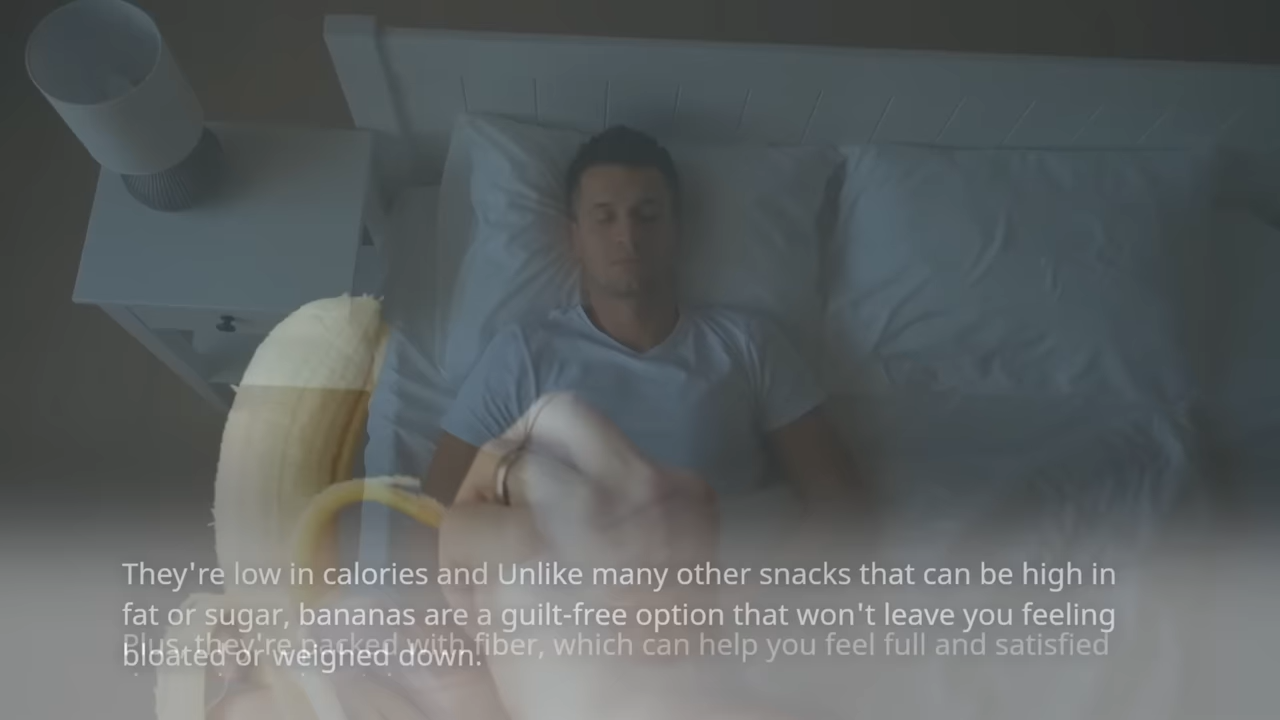 They're low in calories and Unlike many other snacks that can be high in
fat or sugar, bananas are a guilt-free option that won't leave you feeling
Plus, they're packed with fiber, which can help you feel full and satisfied
bloated or weighed down.